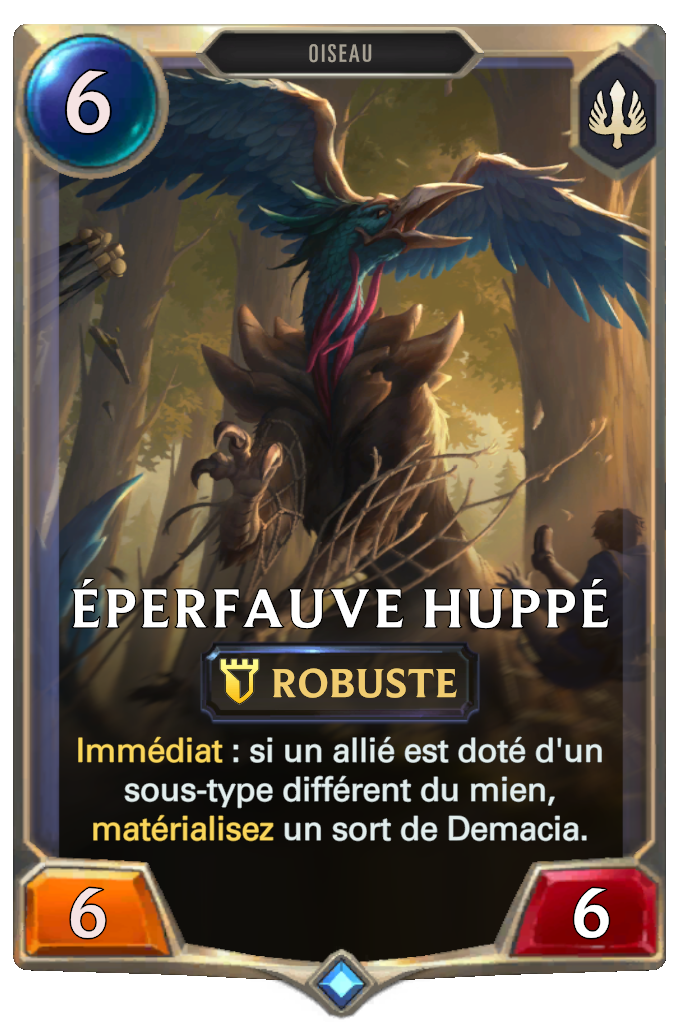 6
OISEAU
ÉPERFAUVE HUPPÉ
ROBUSTE
Immédiat : si un allié est doté d'un
sous-type différent du mien,
matérialisez un sort de Demacia.
6
6